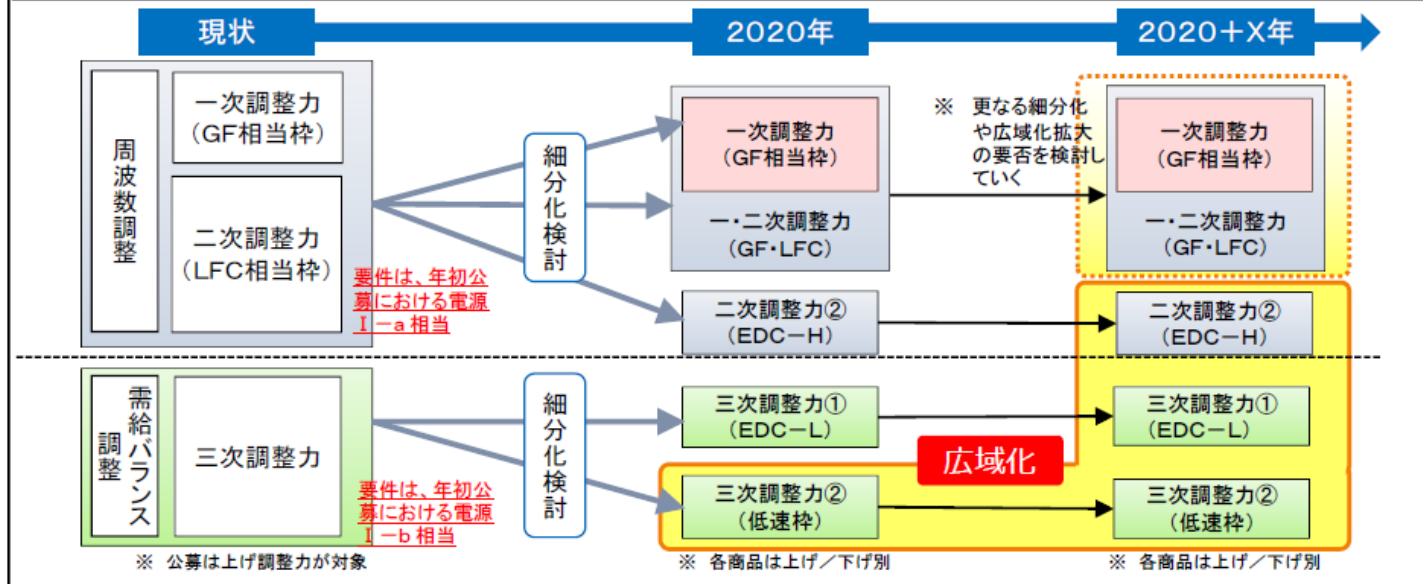 現状
2020年
2020+X年
周波数調整
一次調整力
(GF相当枠)
二次調整力
(LFC相当枠)
要件は、年初公
募における電源
Ⅰ-a 相当
細分化検討
一次調整力
(GF相当枠)
一・二次調整力
(GF・LFC)
※ 更なる細分化
や広域化拡大
の要否を検討し
ていく
一次調整力
(GF相当枠)
一・二次調整力
(GF・LFC)
二次調整力②
(EDC-H)
二次調整力②
(EDC-H)
需給バランス
調整
三次調整力
要件は、年初公
募における電源
Ⅰ-b 相当
細分化検討
三次調整力①
(EDC-L)
三次調整力①
(EDC-L)
広域化
三次調整力②
(低速枠)
三次調整力②
(低速枠)
※ 公募は上げ調整力が対象
※ 各商品は上げ/下げ別
※ 各商品は上げ/下げ別